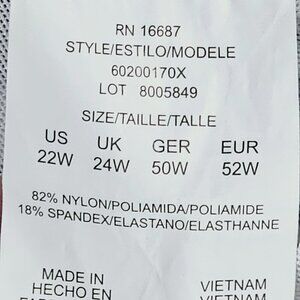 RN 16687
STYLE/ESTILO/MODELE
60200170X
LOT 8005849
SIZE/TAILLE/TALLE
US UK GER EUR
22W 24W 50W 52W
82% NYLON/POLIAMIDA/POLIAMIDE
18% SPANDEX/ELASTANO/ELASTHANNE
MADE IN VIETNAM
HECHO EN VIETNAM